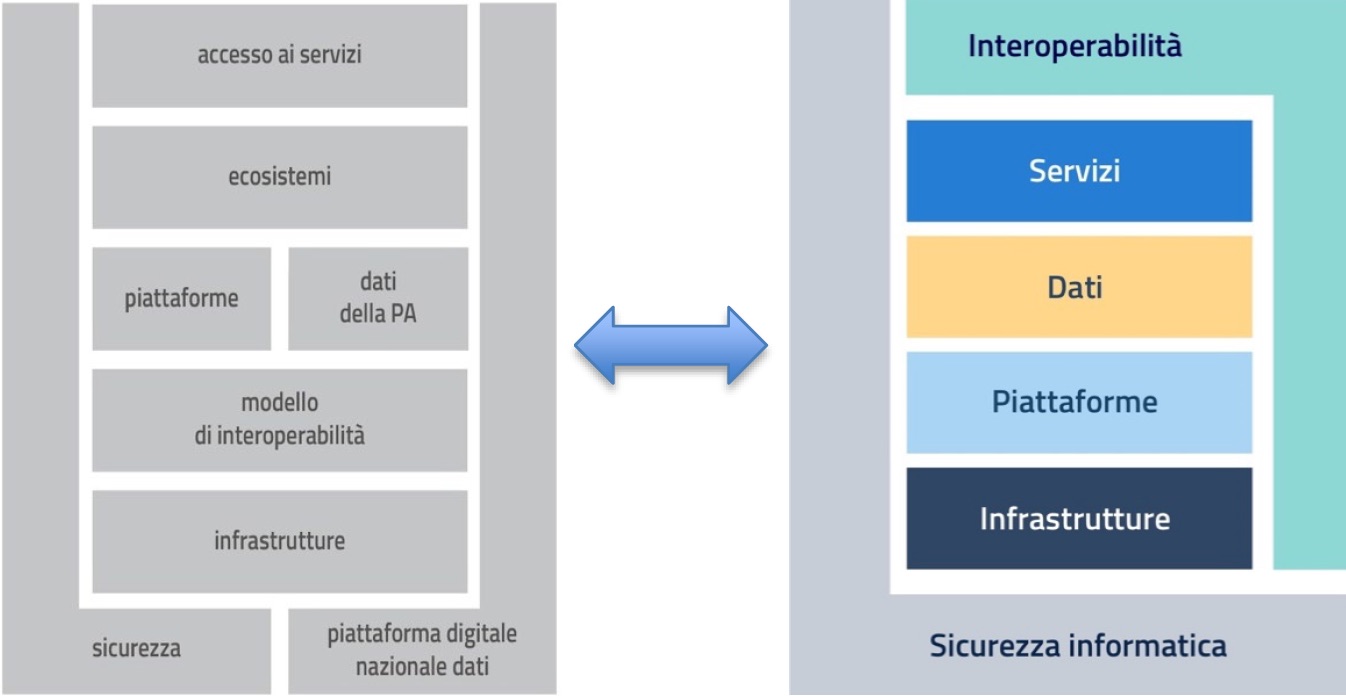 accesso ai servizi
ecosistemi
piattaforme
dati
della PA
modello
di interoperabilità
infrastrutture
sicurezza
piattaforma digitale
nazionale dati
Interoperabilità
Servizi
Dati
Piattaforme
Infrastrutture
Sicurezza informatica